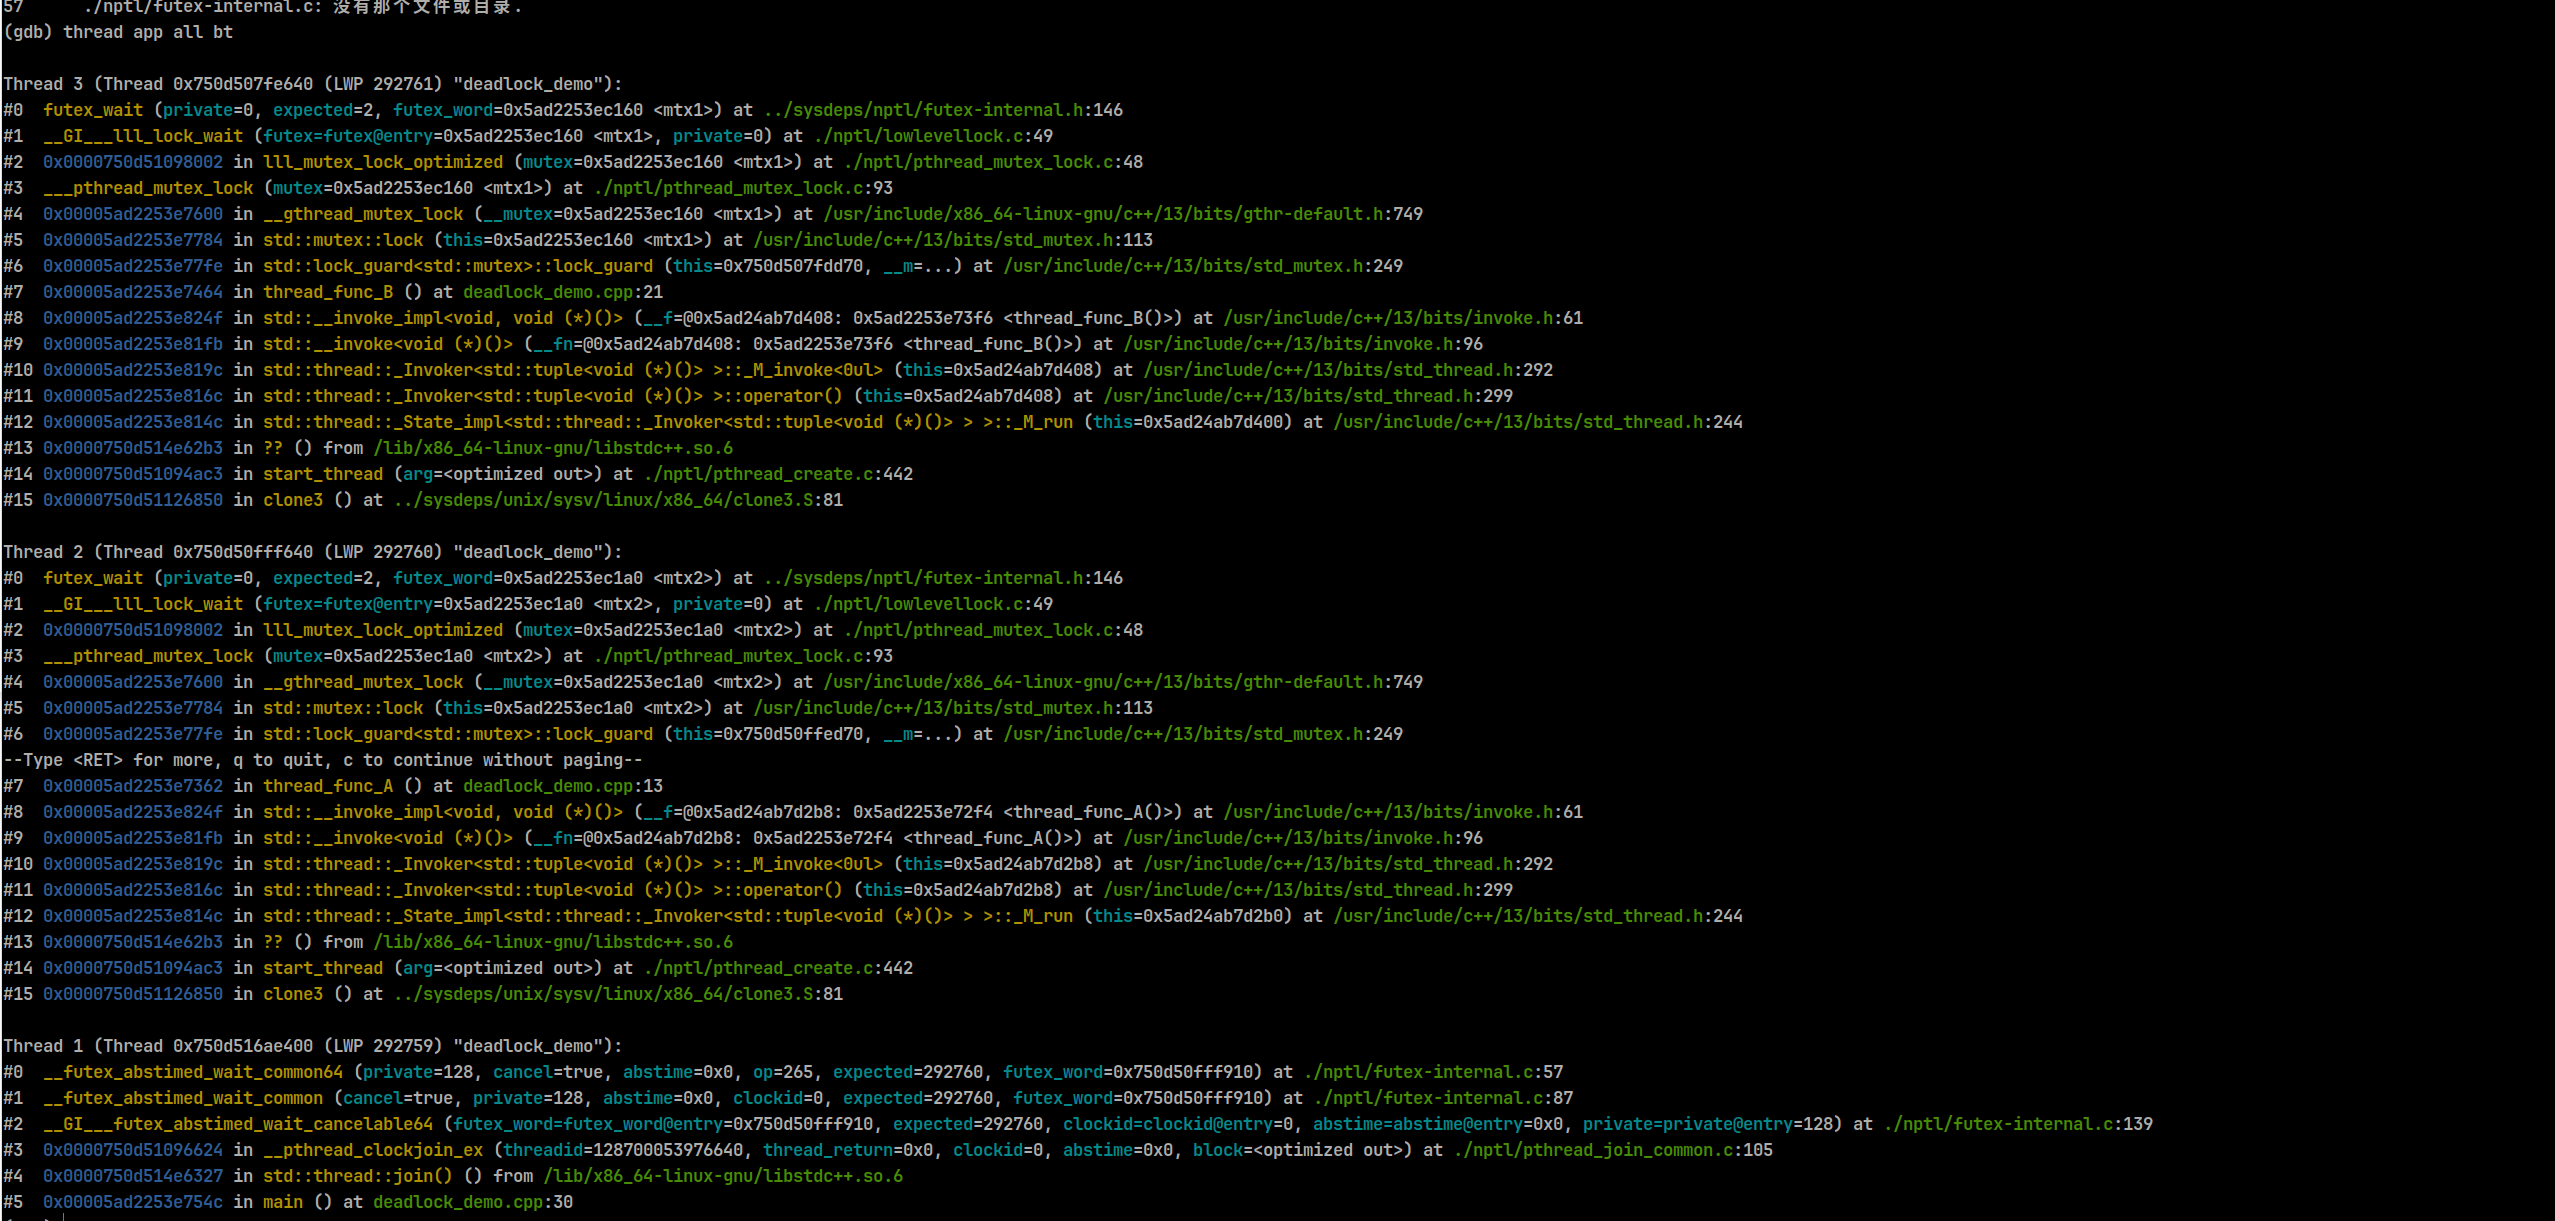 57      ./nptl/futex-internal.c: 没有那个文件或目录.
(gdb) thread app all bt
Thread 3 (Thread 0x750d507fe640 (LWP 292761) "deadlock_demo"):
#0  futex_wait (private=0, expected=2, futex_word=0x5ad2253ec160 <mtx1>) at ../sysdeps/nptl/futex-internal.h:146
#1  __GI___lll_lock_wait (futex=futex@entry=0x5ad2253ec160 <mtx1>, private=0) at ./nptl/lowlevellock.c:49
#2  0x0000750d51098002 in lll_mutex_lock_optimized (mutex=0x5ad2253ec160 <mtx1>) at ./nptl/pthread_mutex_lock.c:48
#3  ___pthread_mutex_lock (mutex=0x5ad2253ec160 <mtx1>) at ./nptl/pthread_mutex_lock.c:93
#4  0x00005ad2253e7600 in __gthread_mutex_lock (__mutex=0x5ad2253ec160 <mtx1>) at /usr/include/x86_64-linux-gnu/c++/13/bits/gthr-default.h:749
#5  0x00005ad2253e7784 in std::mutex::lock (this=0x5ad2253ec160 <mtx1>) at /usr/include/c++/13/bits/std_mutex.h:113
#6  0x00005ad2253e77fe in std::lock_guard<std::mutex>::lock_guard (this=0x750d507fdd70, __m=...) at /usr/include/c++/13/bits/std_mutex.h:249
#7  0x00005ad2253e7464 in thread_func_B () at deadlock_demo.cpp:21
#8  0x00005ad2253e824f in std::__invoke_impl<void, void (*)()> (__f=@0x5ad24ab7d408: 0x5ad2253e73f6 <thread_func_B()>) at /usr/include/c++/13/bits/invoke.h:61
#9  0x00005ad2253e81fb in std::__invoke<void (*)()> (__fn=@0x5ad24ab7d408: 0x5ad2253e73f6 <thread_func_B()>) at /usr/include/c++/13/bits/invoke.h:96
#10 0x00005ad2253e819c in std::thread::_Invoker<std::tuple<void (*)()> >::_M_invoke<0ul> (this=0x5ad24ab7d408) at /usr/include/c++/13/bits/std_thread.h:292
#11 0x00005ad2253e816c in std::thread::_Invoker<std::tuple<void (*)()> >::operator() (this=0x5ad24ab7d408) at /usr/include/c++/13/bits/std_thread.h:299
#12 0x00005ad2253e814c in std::thread::_State_impl<std::thread::_Invoker<std::tuple<void (*)()> > >::_M_run (this=0x5ad24ab7d400) at /usr/include/c++/13/bits/std_thread.h:244
#13 0x0000750d514e62b3 in ?? () from /lib/x86_64-linux-gnu/libstdc++.so.6
#14 0x0000750d51094ac3 in start_thread (arg=<optimized out>) at ./nptl/pthread_create.c:442
#15 0x0000750d51126850 in clone3 () at ../sysdeps/unix/sysv/linux/x86_64/clone3.S:81
Thread 2 (Thread 0x750d50fff640 (LWP 292760) "deadlock_demo"):
#0  futex_wait (private=0, expected=2, futex_word=0x5ad2253ec1a0 <mtx2>) at ../sysdeps/nptl/futex-internal.h:146
#1  __GI___lll_lock_wait (futex=futex@entry=0x5ad2253ec1a0 <mtx2>, private=0) at ./nptl/lowlevellock.c:49
#2  0x0000750d51098002 in lll_mutex_lock_optimized (mutex=0x5ad2253ec1a0 <mtx2>) at ./nptl/pthread_mutex_lock.c:48
#3  ___pthread_mutex_lock (mutex=0x5ad2253ec1a0 <mtx2>) at ./nptl/pthread_mutex_lock.c:93
#4  0x00005ad2253e7600 in __gthread_mutex_lock (__mutex=0x5ad2253ec1a0 <mtx2>) at /usr/include/x86_64-linux-gnu/c++/13/bits/gthr-default.h:749
#5  0x00005ad2253e7784 in std::mutex::lock (this=0x5ad2253ec1a0 <mtx2>) at /usr/include/c++/13/bits/std_mutex.h:113
#6  0x00005ad2253e77fe in std::lock_guard<std::mutex>::lock_guard (this=0x750d50ffed70, __m=...) at /usr/include/c++/13/bits/std_mutex.h:249
--Type <RET> for more, q to quit, c to continue without paging--
#7  0x00005ad2253e7362 in thread_func_A () at deadlock_demo.cpp:13
#8  0x00005ad2253e824f in std::__invoke_impl<void, void (*)()> (__f=@0x5ad24ab7d2b8: 0x5ad2253e72f4 <thread_func_A()>) at /usr/include/c++/13/bits/invoke.h:61
#9  0x00005ad2253e81fb in std::__invoke<void (*)()> (__fn=@0x5ad24ab7d2b8: 0x5ad2253e72f4 <thread_func_A()>) at /usr/include/c++/13/bits/invoke.h:96
#10 0x00005ad2253e819c in std::thread::_Invoker<std::tuple<void (*)()> >::_M_invoke<0ul> (this=0x5ad24ab7d2b8) at /usr/include/c++/13/bits/std_thread.h:292
#11 0x00005ad2253e816c in std::thread::_Invoker<std::tuple<void (*)()> >::operator() (this=0x5ad24ab7d2b8) at /usr/include/c++/13/bits/std_thread.h:299
#12 0x00005ad2253e814c in std::thread::_State_impl<std::thread::_Invoker<std::tuple<void (*)()> > >::_M_run (this=0x5ad24ab7d2b0) at /usr/include/c++/13/bits/std_thread.h:244
#13 0x0000750d514e62b3 in ?? () from /lib/x86_64-linux-gnu/libstdc++.so.6
#14 0x0000750d51094ac3 in start_thread (arg=<optimized out>) at ./nptl/pthread_create.c:442
#15 0x0000750d51126850 in clone3 () at ../sysdeps/unix/sysv/linux/x86_64/clone3.S:81
Thread 1 (Thread 0x750d516ae400 (LWP 292759) "deadlock_demo"):
#0  __futex_abstimed_wait_common64 (private=128, cancel=true, abstime=0x0, op=265, expected=292760, futex_word=0x750d50fff910) at ./nptl/futex-internal.c:57
#1  __futex_abstimed_wait_common (cancel=true, private=128, abstime=0x0, clockid=0, expected=292760, futex_word=0x750d50fff910) at ./nptl/futex-internal.c:87
#2  __GI___futex_abstimed_wait_cancelable64 (futex_word=futex_word@entry=0x750d50fff910, expected=292760, clockid=clockid@entry=0, abstime=abstime@entry=0x0, private=private@entry=128) at ./nptl/futex-internal.c:139
#3  0x0000750d51096624 in __pthread_clockjoin_ex (threadid=128700053976640, thread_return=0x0, clockid=0, abstime=0x0, block=<optimized out>) at ./nptl/pthread_join_common.c:105
#4  0x0000750d514e6327 in std::thread::join() () from /lib/x86_64-linux-gnu/libstdc++.so.6
#5  0x00005ad2253e754c in main () at deadlock_demo.cpp:30